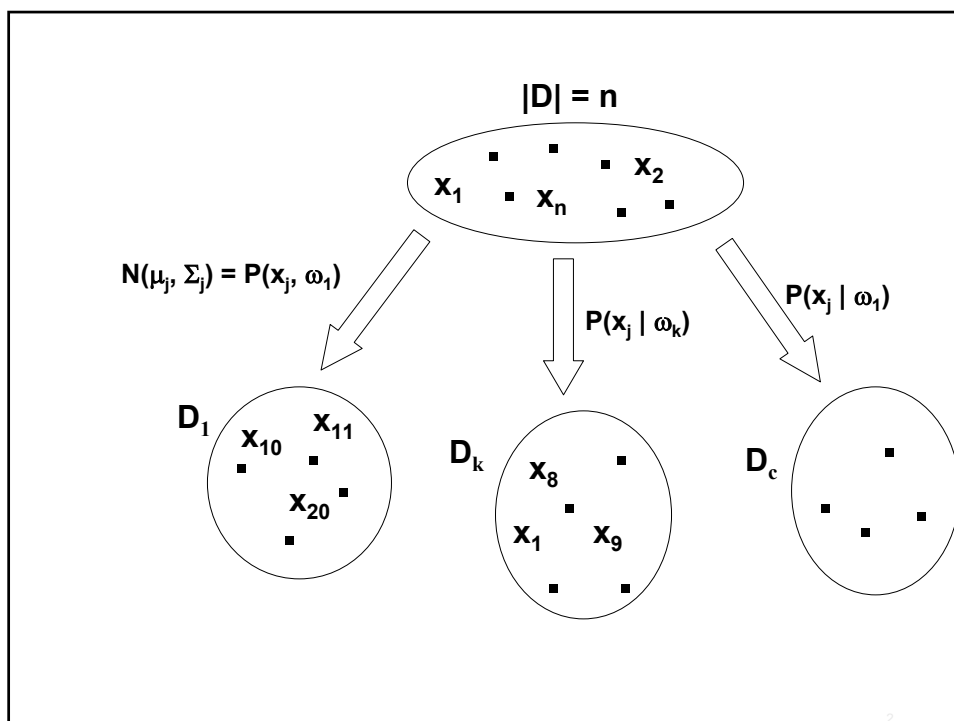 |D| = n
x₁ xₙ x₂
N(μⱼ, Σⱼ) = P(xⱼ, ω₁)
P(xⱼ | ωₖ)
P(xⱼ | ω₁)
D₁
x₁₀ x₁₁
x₂₀
Dₖ
x₈
x₁ x₉
D꜀
2